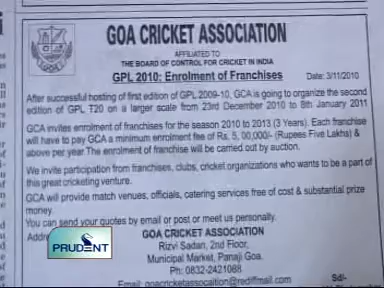 GOA CRICKET ASSOCIATION
AFFILIATED TO
THE BOARD OF CONTROL FOR CRICKET IN INDIA
GPL 2010: Enrolment of Franchises Date: 3/11/2010
After successful hosting of first edition of GPL 2009-10, GCA is going to organize the second
edition of GPL T20 on a larger scale from 23rd December 2010 to 8th January 2011
GCA invites enrolment of franchises for the season 2010 to 2013 (3 Years). Each franchise
will have to pay GCA a minimum enrolment fee of Rs. 5, 00,000/- (Rupees Five Lakhs) &
above per year The enrolment of franchise will be carried out by auction.
We invite participation from franchises, clubs, cricket organizations who wants to be a part of
this great cricketing venture.
GCA will provide match venues, officials, catering services free of cost & substantial prize
money.
You can send your quotes by email or post or meet us personally.
Addre GOA CRICKET ASSOCIATION
Rizvi Sadan, 2nd Floor,
Municipal Market, Panaji Goa.
Ph: 0832-2421088
Email: goacricketassocaition@rediffmail.com Sd/-
PRUDENT